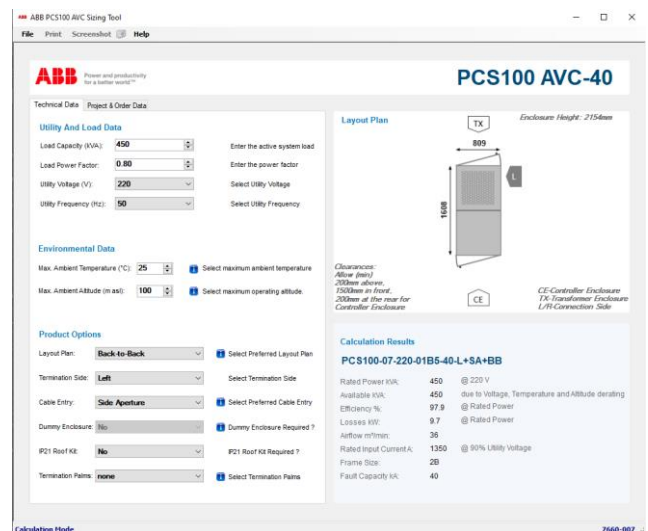 ABB PCS100 AVC Sizing Tool
File Print Screenshot Help
ABB Power and productivity for a better world™
PCS100 AVC-40
Technical Data Project & Order Data
Utility And Load Data
Load Capacity (kVA): 450 Enter the active system load
Load Power Factor: 0.80 Enter the power factor
Utility Voltage (V): 220 Select Utility Voltage
Utility Frequency (Hz): 50 Select Utility Frequency
Environmental Data
Max. Ambient Temperature (°C): 25 Select maximum ambient temperature
Max. Ambient Altitude (m asl): 100 Select maximum operating altitude.
Product Options
Layout Plan: Back-to-Back Select Preferred Layout Plan
Termination Side: Left Select Termination Side
Cable Entry: Side Aperture Select Preferred Cable Entry
Dummy Enclosure: No Dummy Enclosure Required ?
IP21 Roof Kit: No IP21 Roof Kit Required ?
Termination Palms: none Select Termination Palms
Layout Plan
Enclosure Height: 2154mm
TX
809
L
1608
CE
Clearances:
Allow (min)
200mm above,
1500mm in front,
200mm at the rear for
Controller Enclosure
CE-Controller Enclosure
TX-Transformer Enclosure
L/R-Connection Side
Calculation Results
PCS100-07-220-01B5-40-L+SA+BB
Rated Power kVA: 450 @ 220 V
Available kVA: 450 due to Voltage, Temperature and Altitude derating
Efficiency %: 97.9 @ Rated Power
Losses kW: 9.7 @ Rated Power
Airflow m³/min: 36
Rated Input Current A: 1350 @ 90% Utility Voltage
Frame Size: 2B
Fault Capacity kA: 40
Calculation Mode
2660-007